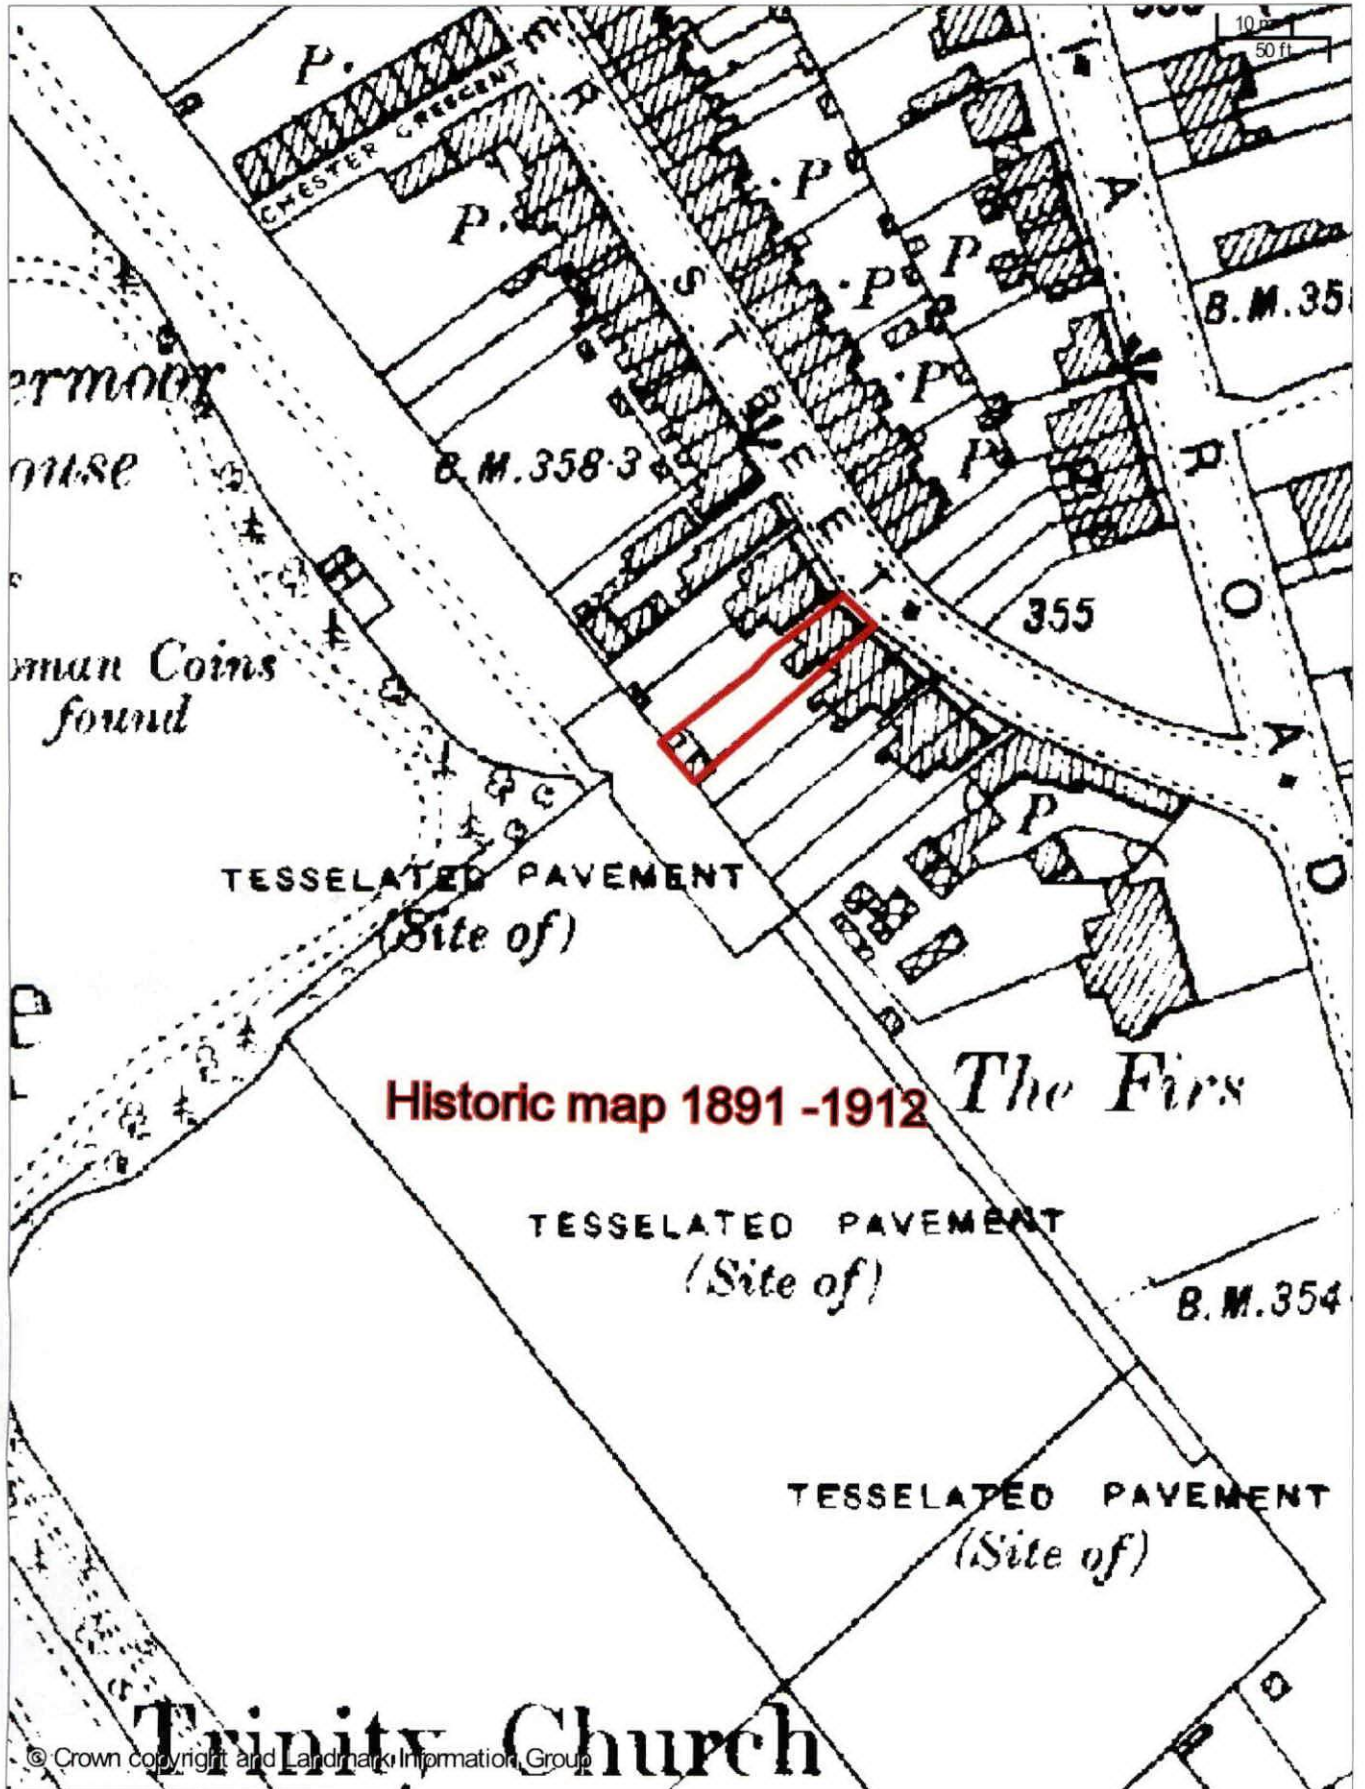 10 m
50 ft
P
CHESTER CRESCENT
P
P
P
P
P
P
B.M.35
ermoor
ouse
B.M.358·3
STREET
355
oman Coins
found
ROAD
P
TESSELATED PAVEMENT
(Site of)
The Firs
Historic map 1891 -1912
TESSELATED PAVEMENT
(Site of)
B.M.354
TESSELATED PAVEMENT
(Site of)
Trinity Church
© Crown copyright and Landmark Information Group